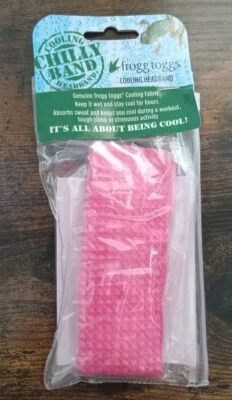 COOLING
CHILLY
BAND
HEADBAND
frogg toggs®
COOLING HEADBAND
Genuine frogg toggs® Cooling Fabric
Keep it wet and stay cool for hours
Absorbs sweat and keeps you cool during a workout,
tough climb or strenuous activity
IT'S ALL ABOUT BEING COOL!